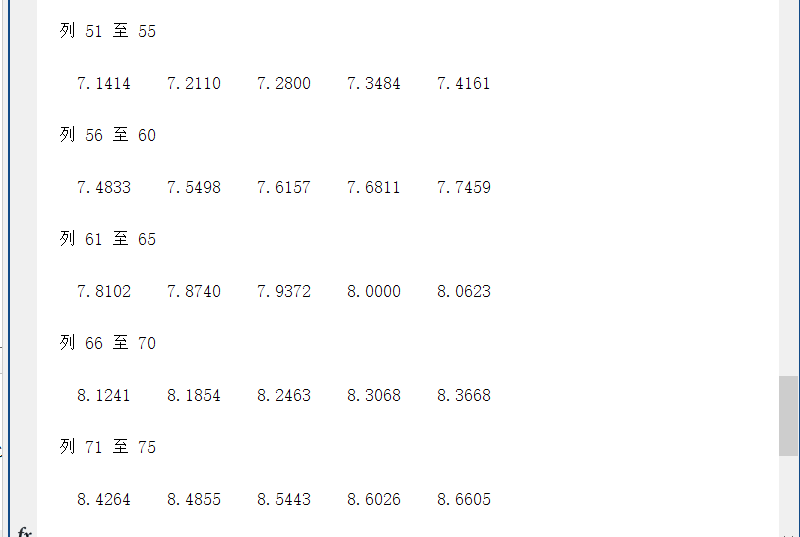 列 51 至 55
7.1414 7.2110 7.2800 7.3484 7.4161
列 56 至 60
7.4833 7.5498 7.6157 7.6811 7.7459
列 61 至 65
7.8102 7.8740 7.9372 8.0000 8.0623
列 66 至 70
8.1241 8.1854 8.2463 8.3068 8.3668
列 71 至 75
8.4264 8.4855 8.5443 8.6026 8.6605
fx